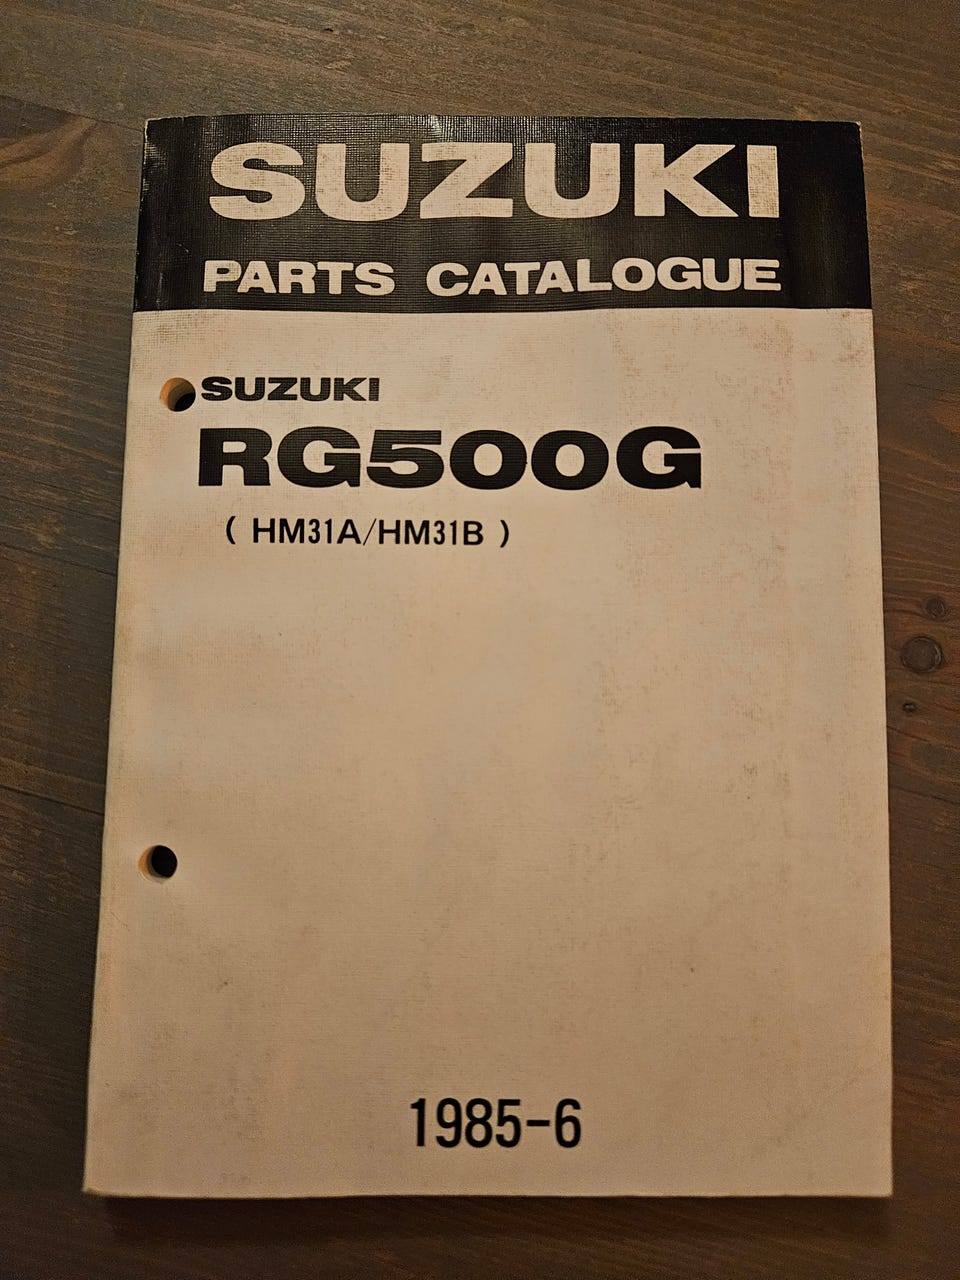 SUZUKI
PARTS CATALOGUE
SUZUKI
RG500G
( HM31A/HM31B )
1985-6